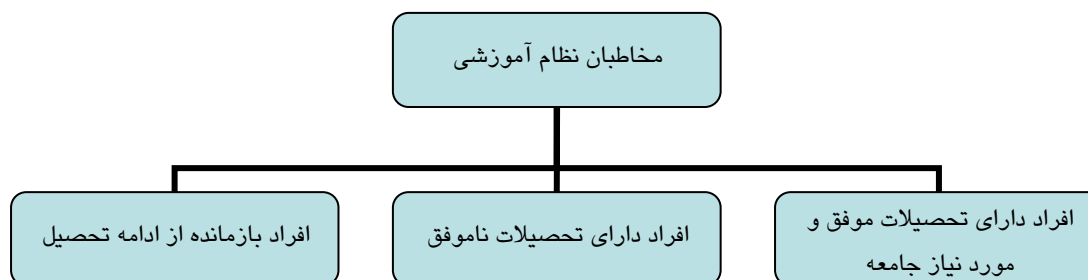 مخاطبان نظام آموزشی
افراد دارای تحصیلات موفق و
مورد نیاز جامعه
افراد دارای تحصیلات ناموفق
افراد بازمانده از ادامه تحصیل